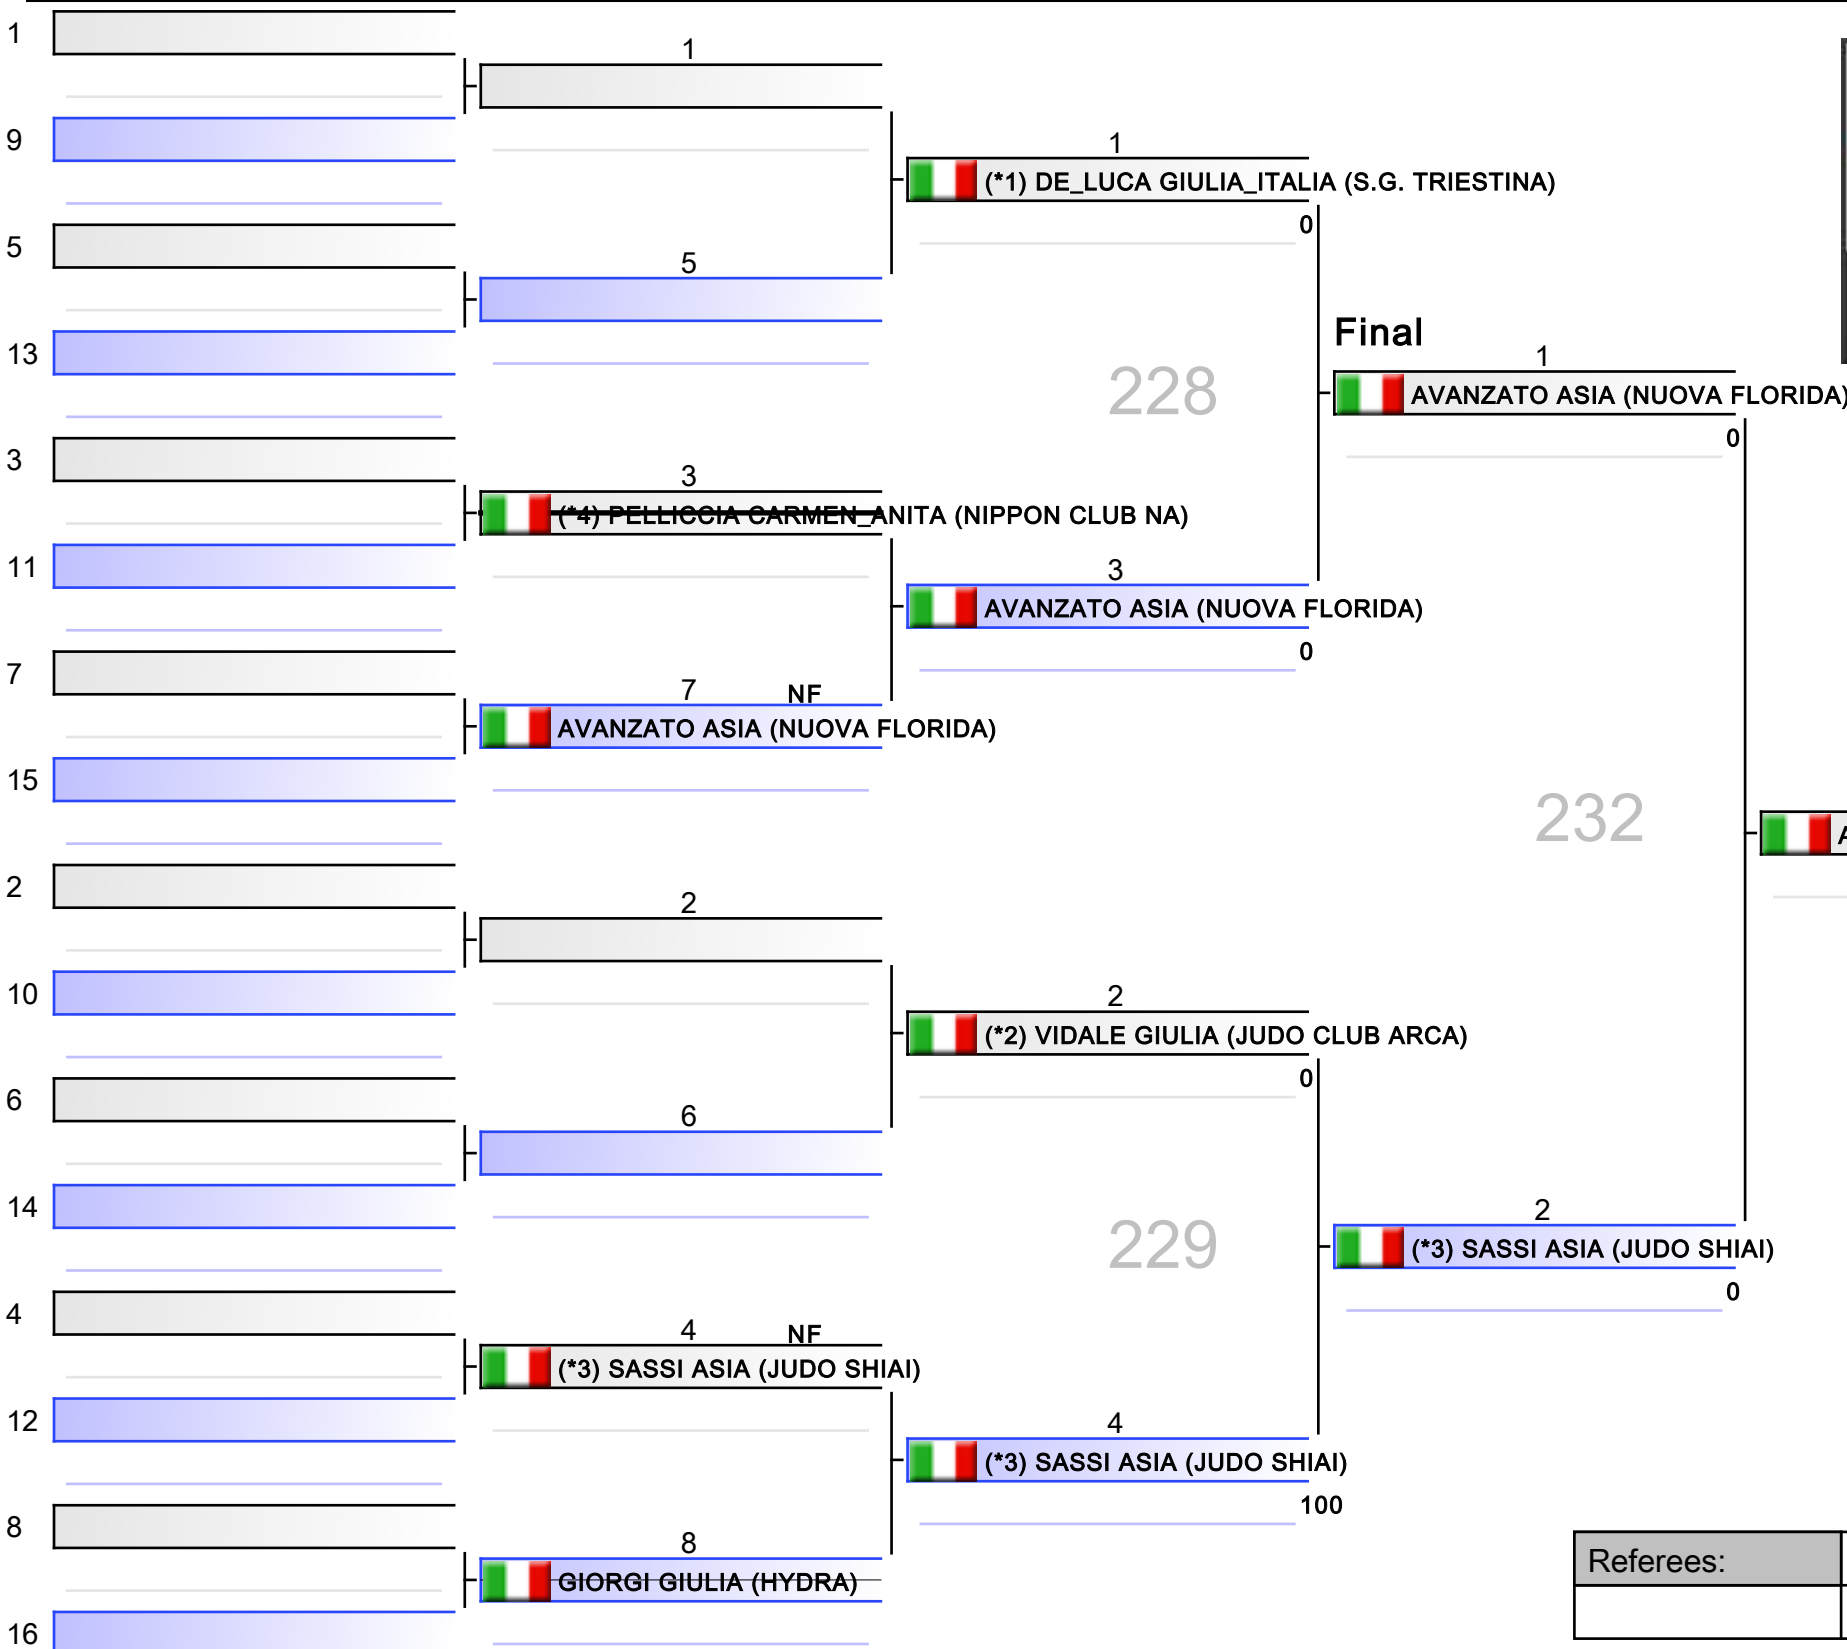 1
1
9
1
(*1) DE_LUCA GIULIA_ITALIA (S.G. TRIESTINA)
0
5
5
Final
13
1
228
AVANZATO ASIA (NUOVA FLORIDA)
0
3
3
(*4) PELLICCIA CARMEN_ANITA (NIPPON CLUB NA)
11
3
AVANZATO ASIA (NUOVA FLORIDA)
0
7
7 NF
AVANZATO ASIA (NUOVA FLORIDA)
15
232
A
2
2
10
2
(*2) VIDALE GIULIA (JUDO CLUB ARCA)
0
6
6
14
2
229
(*3) SASSI ASIA (JUDO SHIAI)
0
4
4 NF
(*3) SASSI ASIA (JUDO SHIAI)
12
4
(*3) SASSI ASIA (JUDO SHIAI)
100
8
8
Referees:
GIORGI GIULIA (HYDRA)
16